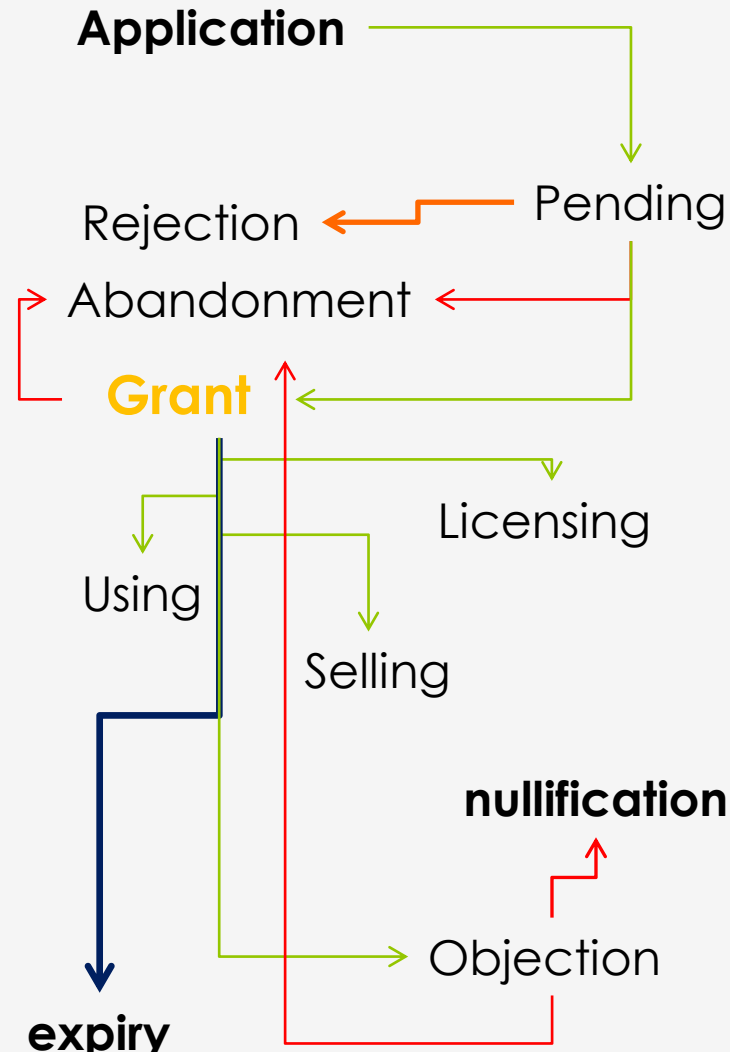 Application
Pending
Rejection
Abandonment
Grant
Licensing
Using
Selling
nullification
Objection
expiry